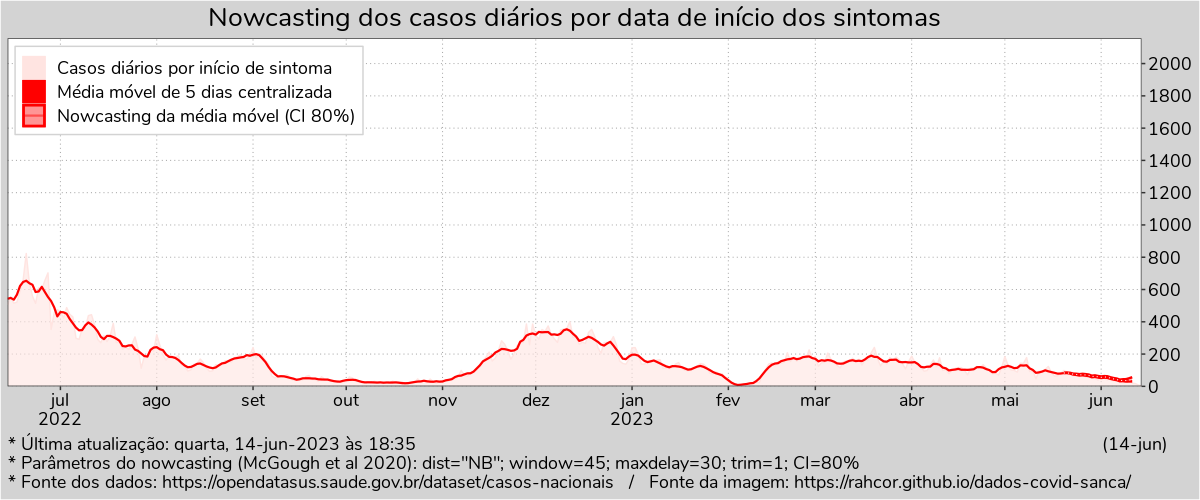 Nowcasting dos casos diários por data de início dos sintomas
Casos diários por início de sintoma
Média móvel de 5 dias centralizada
Nowcasting da média móvel (CI 80%)
2000
1800
1600
1400
1200
1000
800
600
400
200
0
jul ago set out nov dez jan fev mar abr mai jun
2022 2023
* Última atualização: quarta, 14-jun-2023 às 18:35 (14-jun)
* Parâmetros do nowcasting (McGough et al 2020): dist="NB"; window=45; maxdelay=30; trim=1; CI=80%
* Fonte dos dados: https://opendatasus.saude.gov.br/dataset/casos-nacionais / Fonte da imagem: https://rahcor.github.io/dados-covid-sanca/